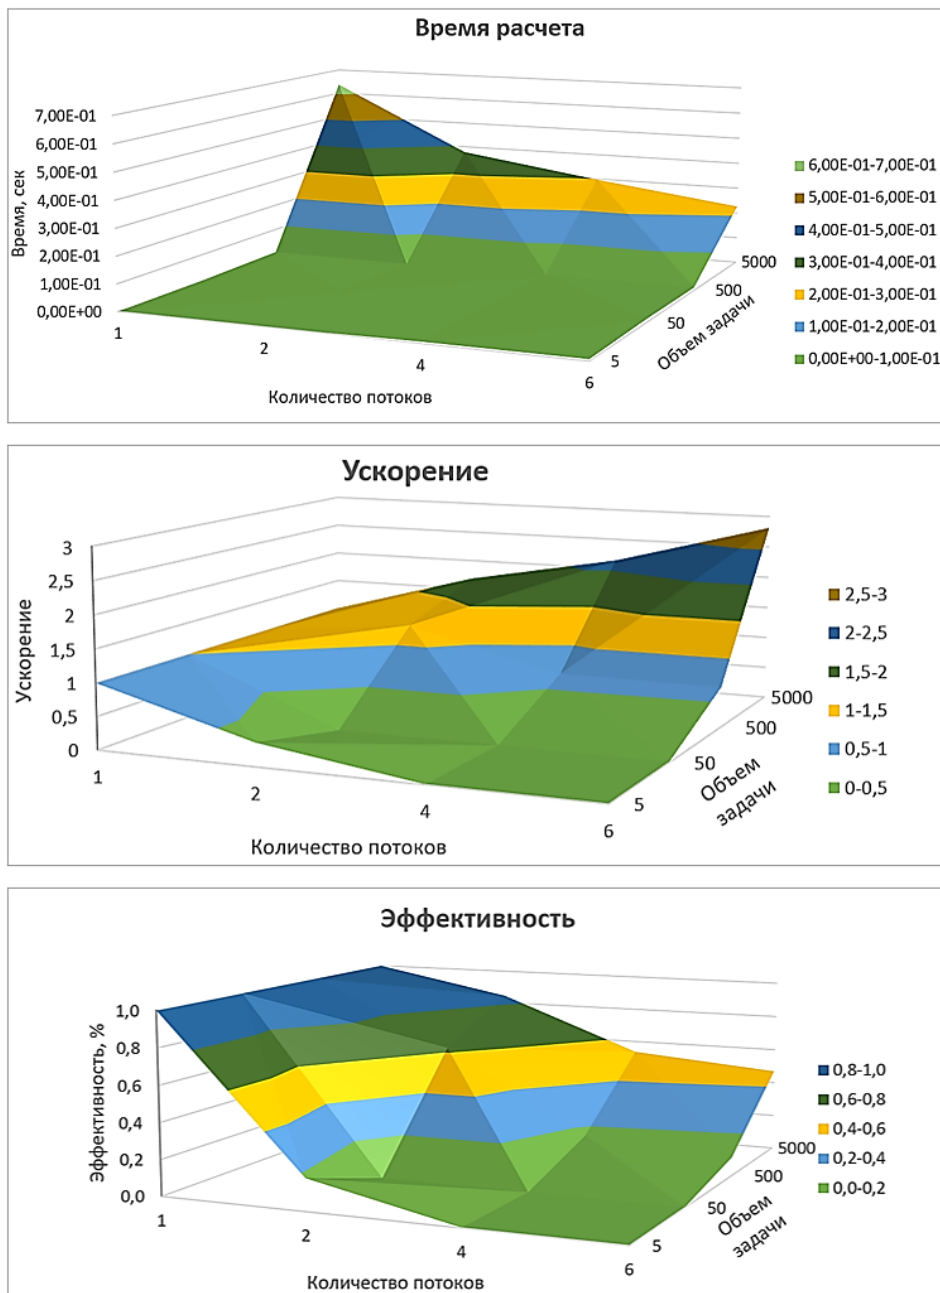 Время расчета
7,00E-01
6,00E-01
5,00E-01
4,00E-01
3,00E-01
2,00E-01
1,00E-01
0,00E+00
Время, сек
1
2
4
6
Количество потоков
5
50
500
5000
Объем задачи
6,00E-01-7,00E-01
5,00E-01-6,00E-01
4,00E-01-5,00E-01
3,00E-01-4,00E-01
2,00E-01-3,00E-01
1,00E-01-2,00E-01
0,00E+00-1,00E-01
Ускорение
3
2,5
2
1,5
1
0,5
0
Ускорение
1
2
4
6
Количество потоков
5
50
500
5000
Объем
задачи
2,5-3
2-2,5
1,5-2
1-1,5
0,5-1
0-0,5
Эффективность
1,0
0,8
0,6
0,4
0,2
0,0
Эффективность, %
1
2
4
6
Количество потоков
5
50
500
5000
Объем
задачи
0,8-1,0
0,6-0,8
0,4-0,6
0,2-0,4
0,0-0,2